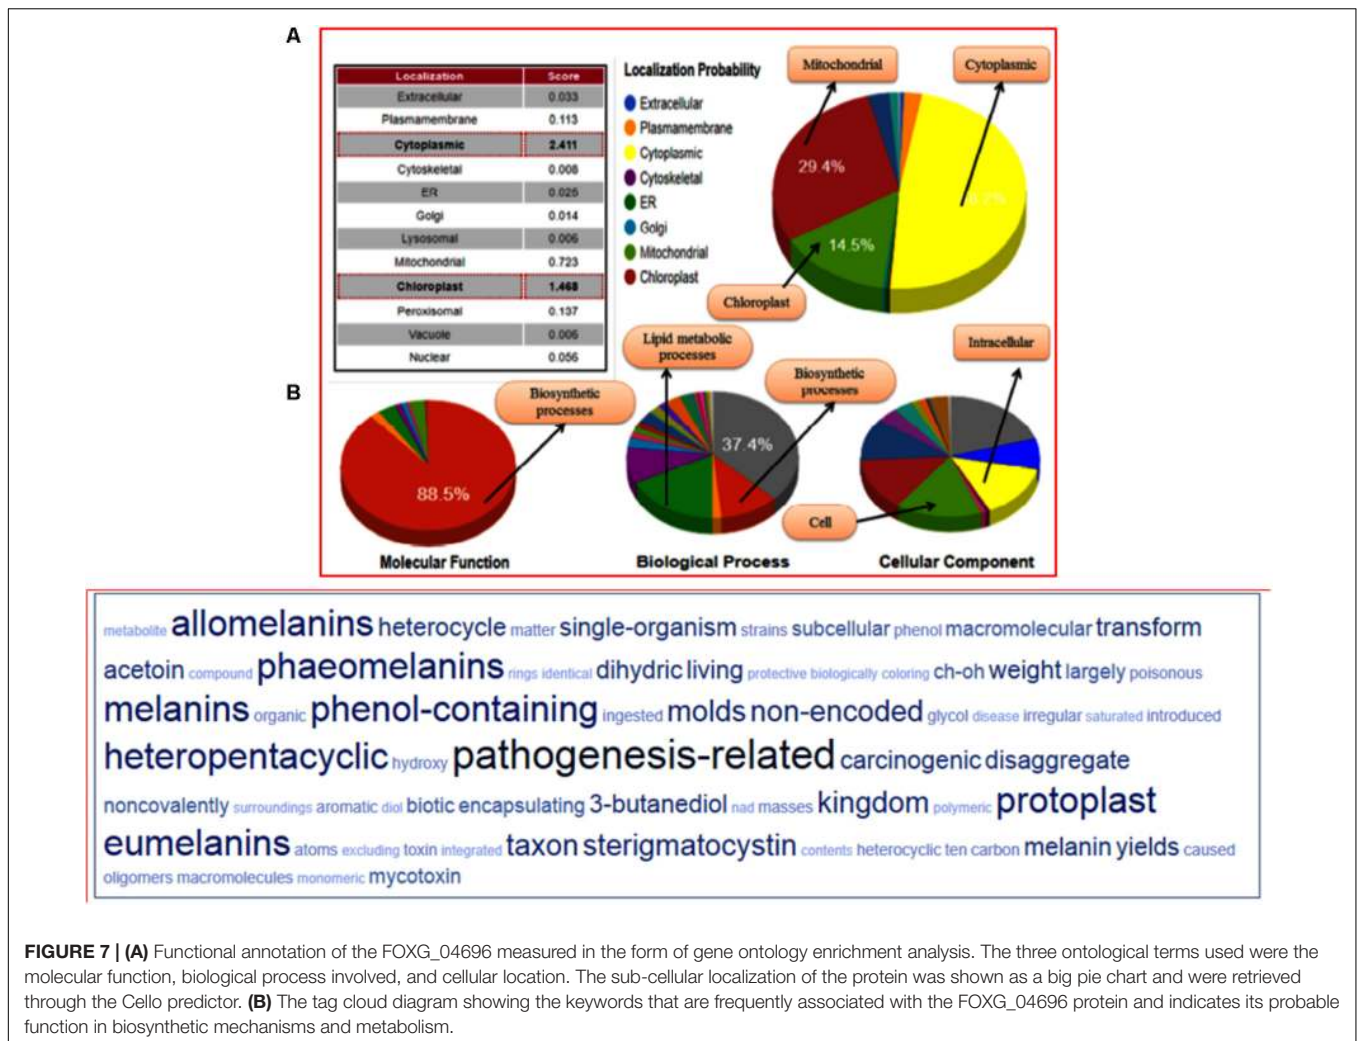 A
Localization Score
Extracellular 0.033
Plasmamembrane 0.113
Cytoplasmic 2.411
Cytoskeletal 0.008
ER 0.025
Golgi 0.014
Lysosomal 0.006
Mitochondrial 0.723
Chloroplast 1.468
Peroxisomal 0.137
Vacuole 0.006
Nuclear 0.056
Localization Probability
Extracellular
Plasmamembrane
Cytoplasmic
Cytoskeletal
ER
Golgi
Mitochondrial
Chloroplast
Mitochondrial
Cytoplasmic
29.4%
14.5%
Chloroplast
B
Biosynthetic
processes
88.5%
Molecular Function
Lipid metabolic
processes
Biosynthetic
processes
37.4%
Biological Process
Intracellular
Cell
Cellular Component
metabolite allomelanins heterocycle matter single-organism strains subcellular phenol macromolecular transform
acetoin compound phaeomelanins rings identical dihydric living protective biologically coloring ch-oh weight largely poisonous
melanins organic phenol-containing ingested molds non-encoded glycol disease irregular saturated introduced
heteropentacyclic hydroxy pathogenesis-related carcinogenic disaggregate
noncovalently surroundings aromatic diol biotic encapsulating 3-butanediol nad masses kingdom polymeric protoplast
eumelanins atoms excluding toxin integrated taxon sterigmatocystin contents heterocyclic ten carbon melanin yields caused
oligomers macromolecules monomeric mycotoxin
FIGURE 7 | (A) Functional annotation of the FOXG_04696 measured in the form of gene ontology enrichment analysis. The three ontological terms used were the
molecular function, biological process involved, and cellular location. The sub-cellular localization of the protein was shown as a big pie chart and were retrieved
through the Cello predictor. (B) The tag cloud diagram showing the keywords that are frequently associated with the FOXG_04696 protein and indicates its probable
function in biosynthetic mechanisms and metabolism.